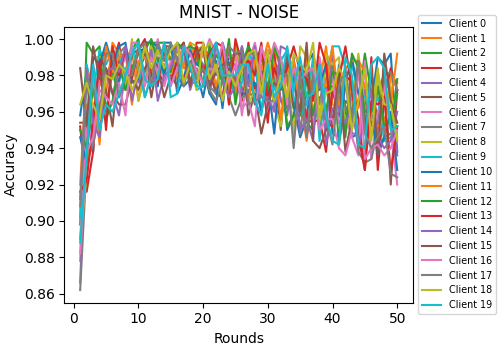 MNIST - NOISE
Accuracy
1.00
0.98
0.96
0.94
0.92
0.90
0.88
0.86
0
10
20
30
40
50
Rounds
Client 0
Client 1
Client 2
Client 3
Client 4
Client 5
Client 6
Client 7
Client 8
Client 9
Client 10
Client 11
Client 12
Client 13
Client 14
Client 15
Client 16
Client 17
Client 18
Client 19